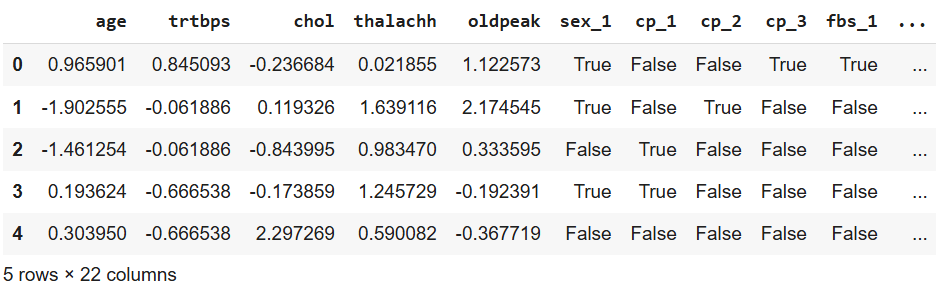 age trtbps chol thalachh oldpeak sex_1 cp_1 cp_2 cp_3 fbs_1 ...
0 0.965901 0.845093 -0.236684 0.021855 1.122573 True False False True True ...
1 -1.902555 -0.061886 0.119326 1.639116 2.174545 True False True False False ...
2 -1.461254 -0.061886 -0.843995 0.983470 0.333595 False True False False False ...
3 0.193624 -0.666538 -0.173859 1.245729 -0.192391 True True False False False ...
4 0.303950 -0.666538 2.297269 0.590082 -0.367719 False False False False False ...
5 rows × 22 columns